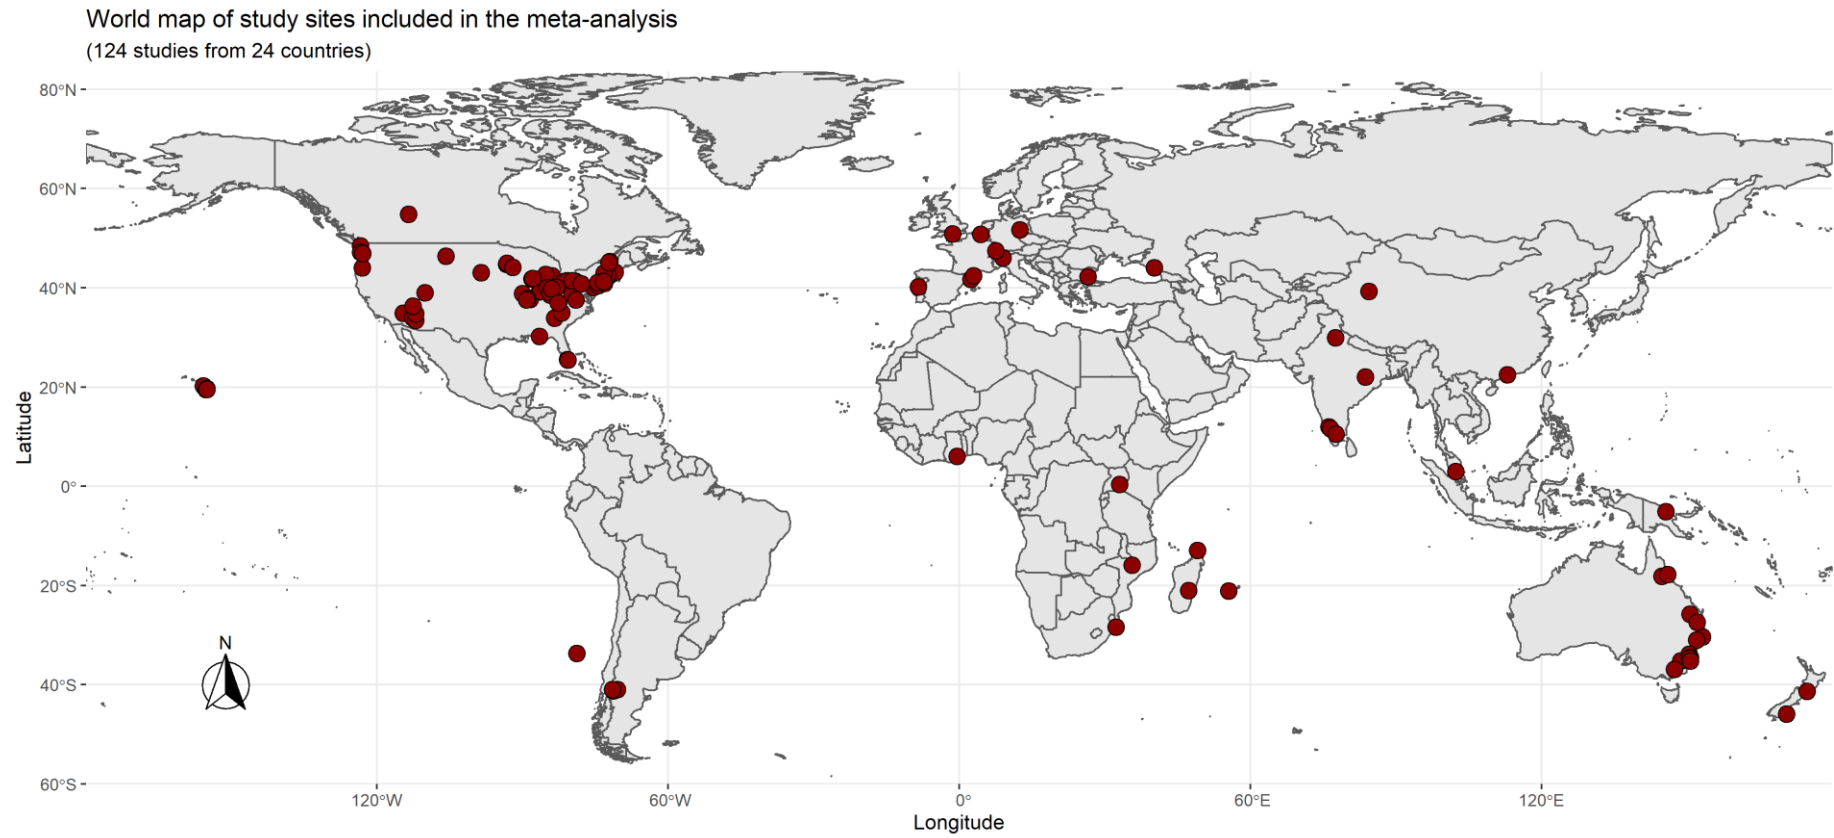 World map of study sites included in the meta-analysis
(124 studies from 24 countries)
80°N
60°N
40°N
20°N
0°
20°S
40°S
60°S
Latitude
N
120°W
60°W
0°
60°E
120°E
Longitude